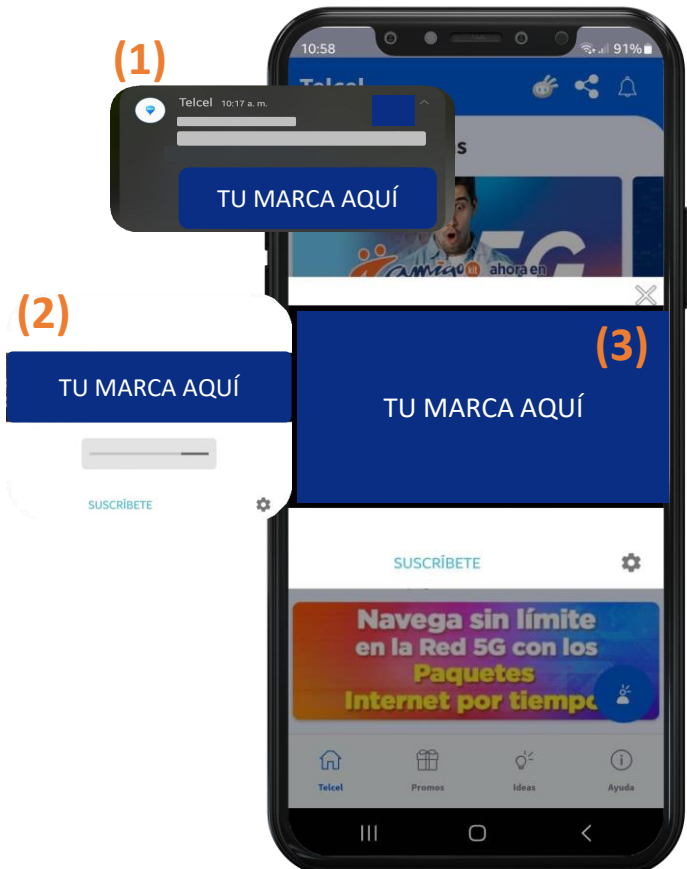 (1)
10:58
91%
Telcel
Telcel 10:17 a. m.
s
TU MARCA AQUÍ
5G
amigo kit ahora en
(2)
(3)
TU MARCA AQUÍ
TU MARCA AQUÍ
SUSCRÍBETE
SUSCRÍBETE
Navega sin límite
en la Red 5G con los
Paquetes
Internet por tiempo
Telcel
Promos
Ideas
Ayuda